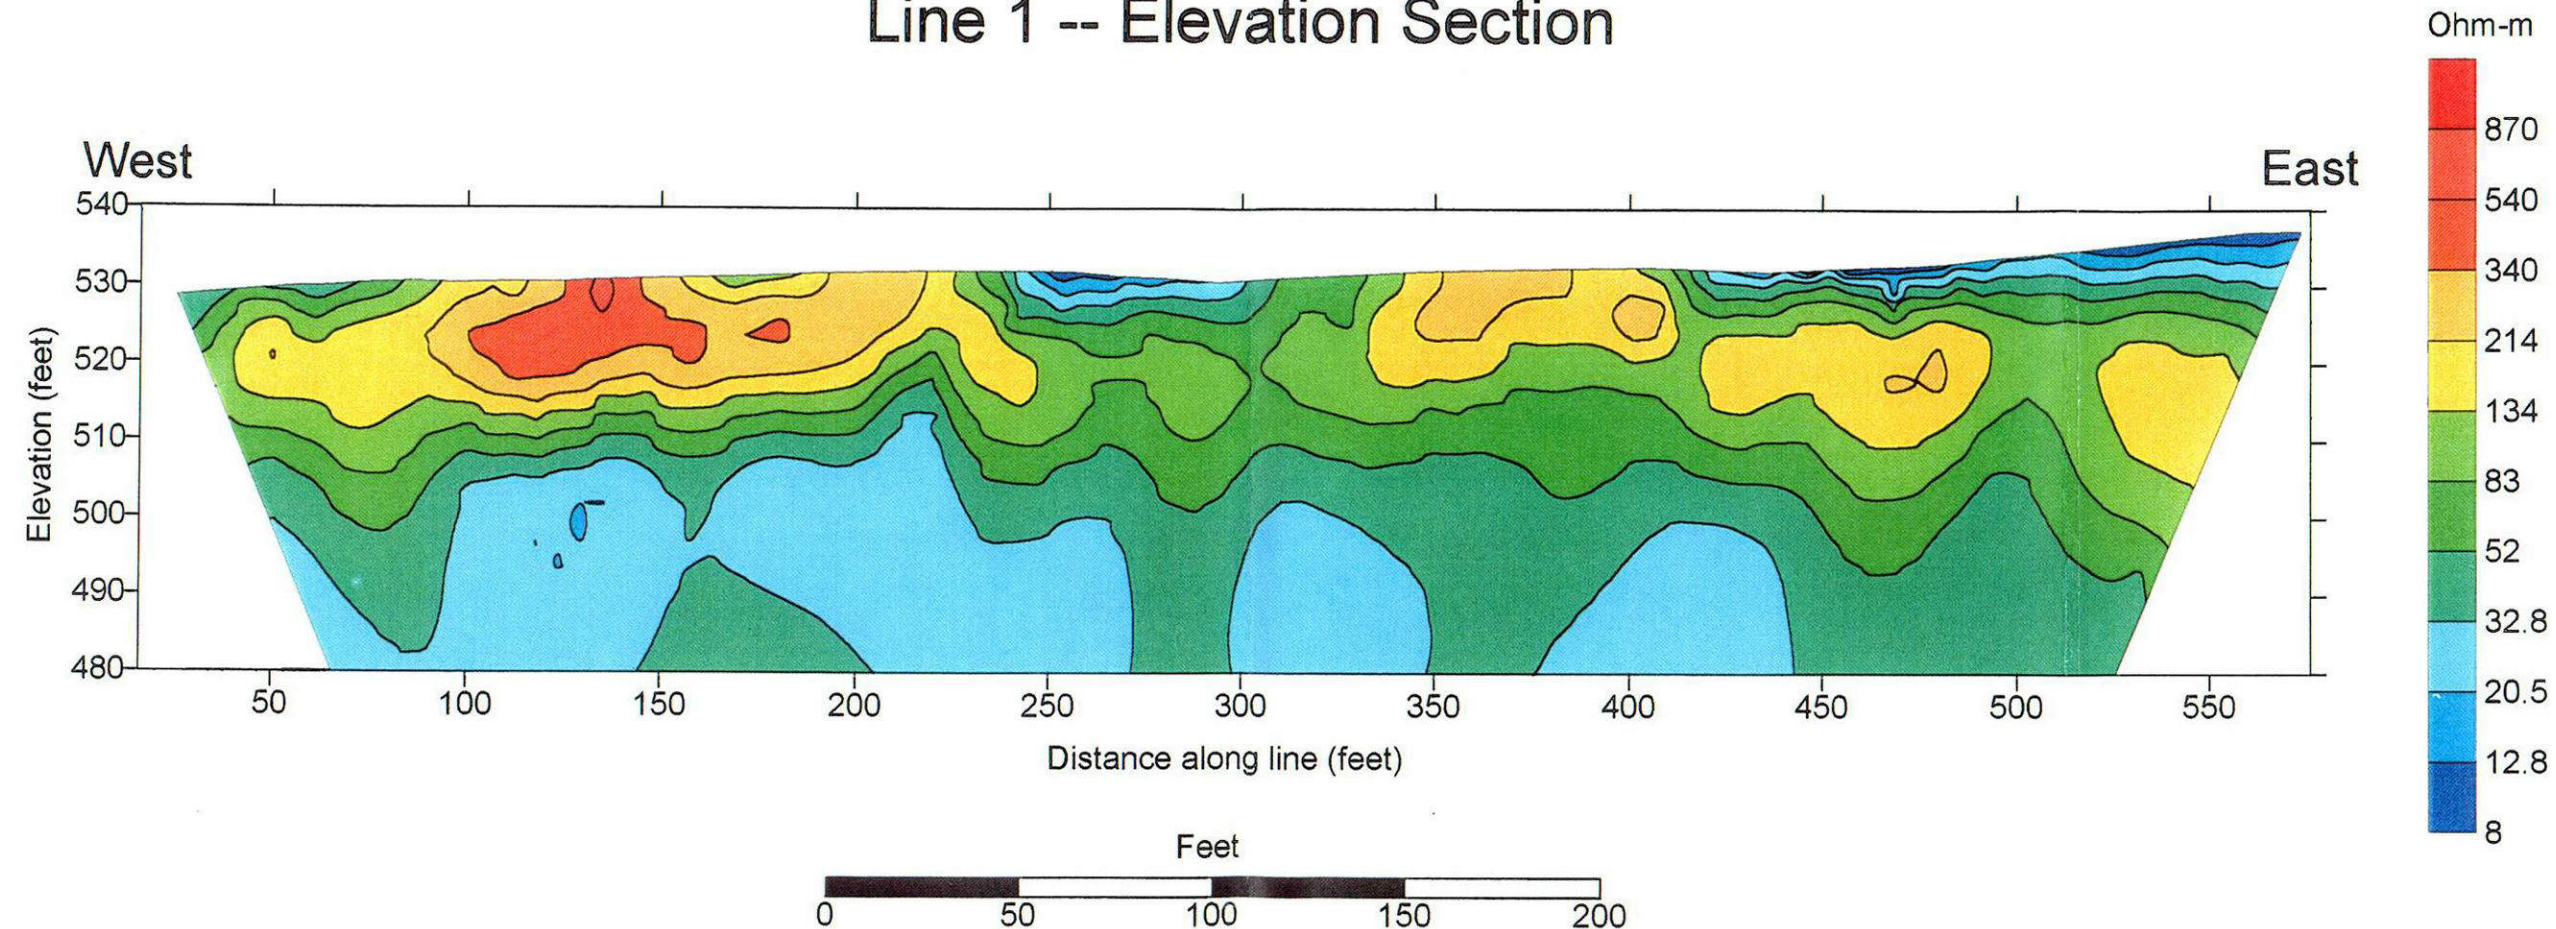 Line 1 -- Elevation Section
Ohm-m
West
East
540
530
520
510
500
490
480
Elevation (feet)
50 100 150 200 250 300 350 400 450 500 550
Distance along line (feet)
870
540
340
214
134
83
52
32.8
20.5
12.8
8
Feet
0 50 100 150 200